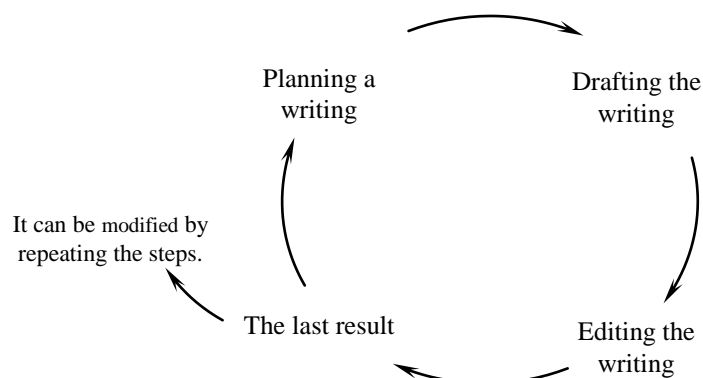 Planning a
writing
Drafting the
writing
It can be modified by
repeating the steps.
The last result
Editing the
writing